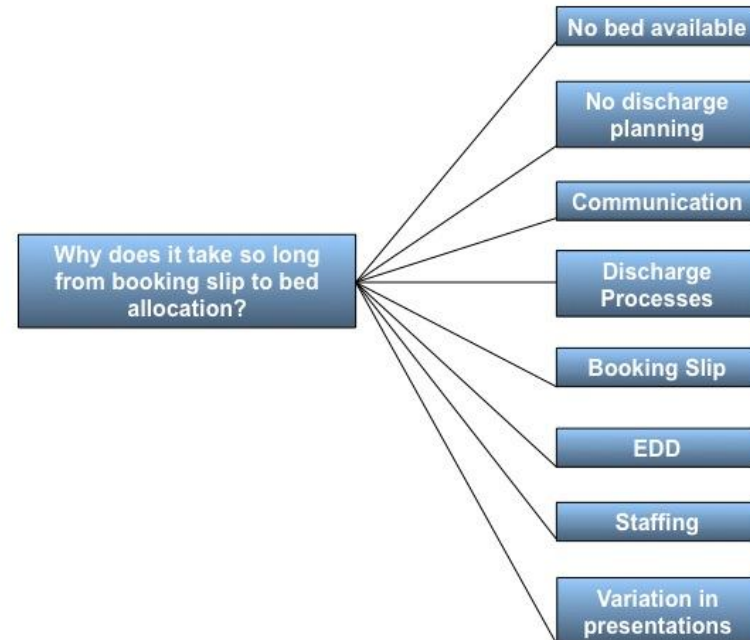 No bed available
No discharge
planning
Communication
Why does it take so long
from booking slip to bed
allocation?
Discharge
Processes
Booking Slip
EDD
Staffing
Variation in
presentations